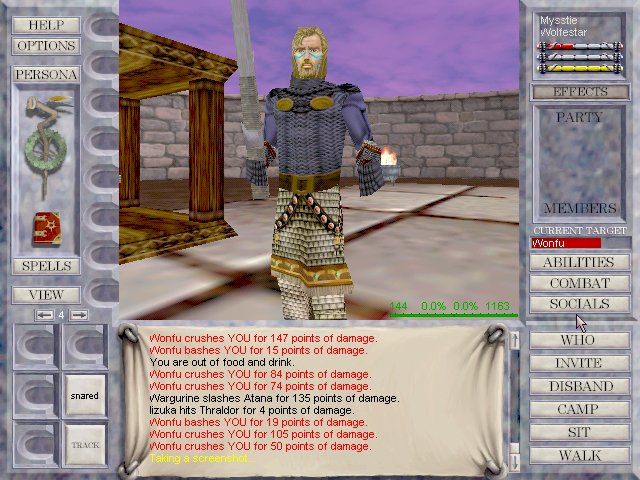 HELP
OPTIONS
PERSONA
SPELLS
VIEW
4
snared
TRACK
144 0.0% 0.0% 1163
Wonfu crushes YOU for 147 points of damage.
Wonfu bashes YOU for 15 points of damage.
You are out of food and drink.
Wonfu crushes YOU for 84 points of damage.
Wonfu crushes YOU for 74 points of damage.
Wargurine slashes Atana for 135 points of damage.
Iizuka hits Thraldor for 4 points of damage.
Wonfu bashes YOU for 19 points of damage.
Wonfu crushes YOU for 105 points of damage.
Wonfu crushes YOU for 50 points of damage.
Taking a screenshot...
Mysstie
Wolfestar
EFFECTS
PARTY
MEMBERS
CURRENT TARGET
Wonfu
ABILITIES
COMBAT
SOCIALS
WHO
INVITE
DISBAND
CAMP
SIT
WALK